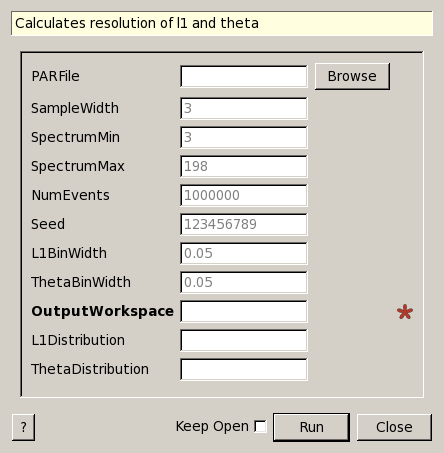 Calculates resolution of l1 and theta
PARFile Browse
SampleWidth 3
SpectrumMin 3
SpectrumMax 198
NumEvents 1000000
Seed 123456789
L1BinWidth 0.05
ThetaBinWidth 0.05
OutputWorkspace *
L1Distribution
ThetaDistribution
? Keep Open Run Close